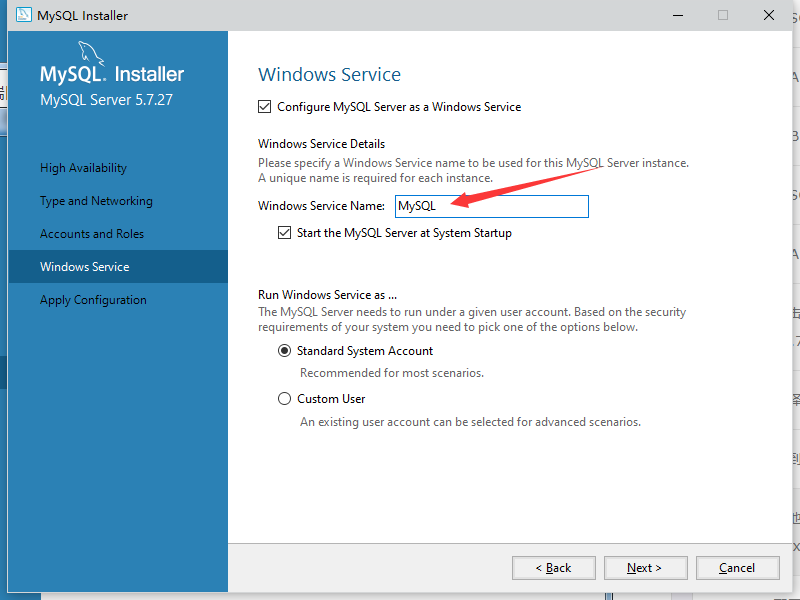 MySQL Installer
MySQL. Installer
MySQL Server 5.7.27
High Availability
Type and Networking
Accounts and Roles
Windows Service
Apply Configuration
Windows Service
Configure MySQL Server as a Windows Service
Windows Service Details
Please specify a Windows Service name to be used for this MySQL Server instance.
A unique name is required for each instance.
Windows Service Name: MySQL
Start the MySQL Server at System Startup
Run Windows Service as ...
The MySQL Server needs to run under a given user account. Based on the security
requirements of your system you need to pick one of the options below.
Standard System Account
Recommended for most scenarios.
Custom User
An existing user account can be selected for advanced scenarios.
< Back Next > Cancel